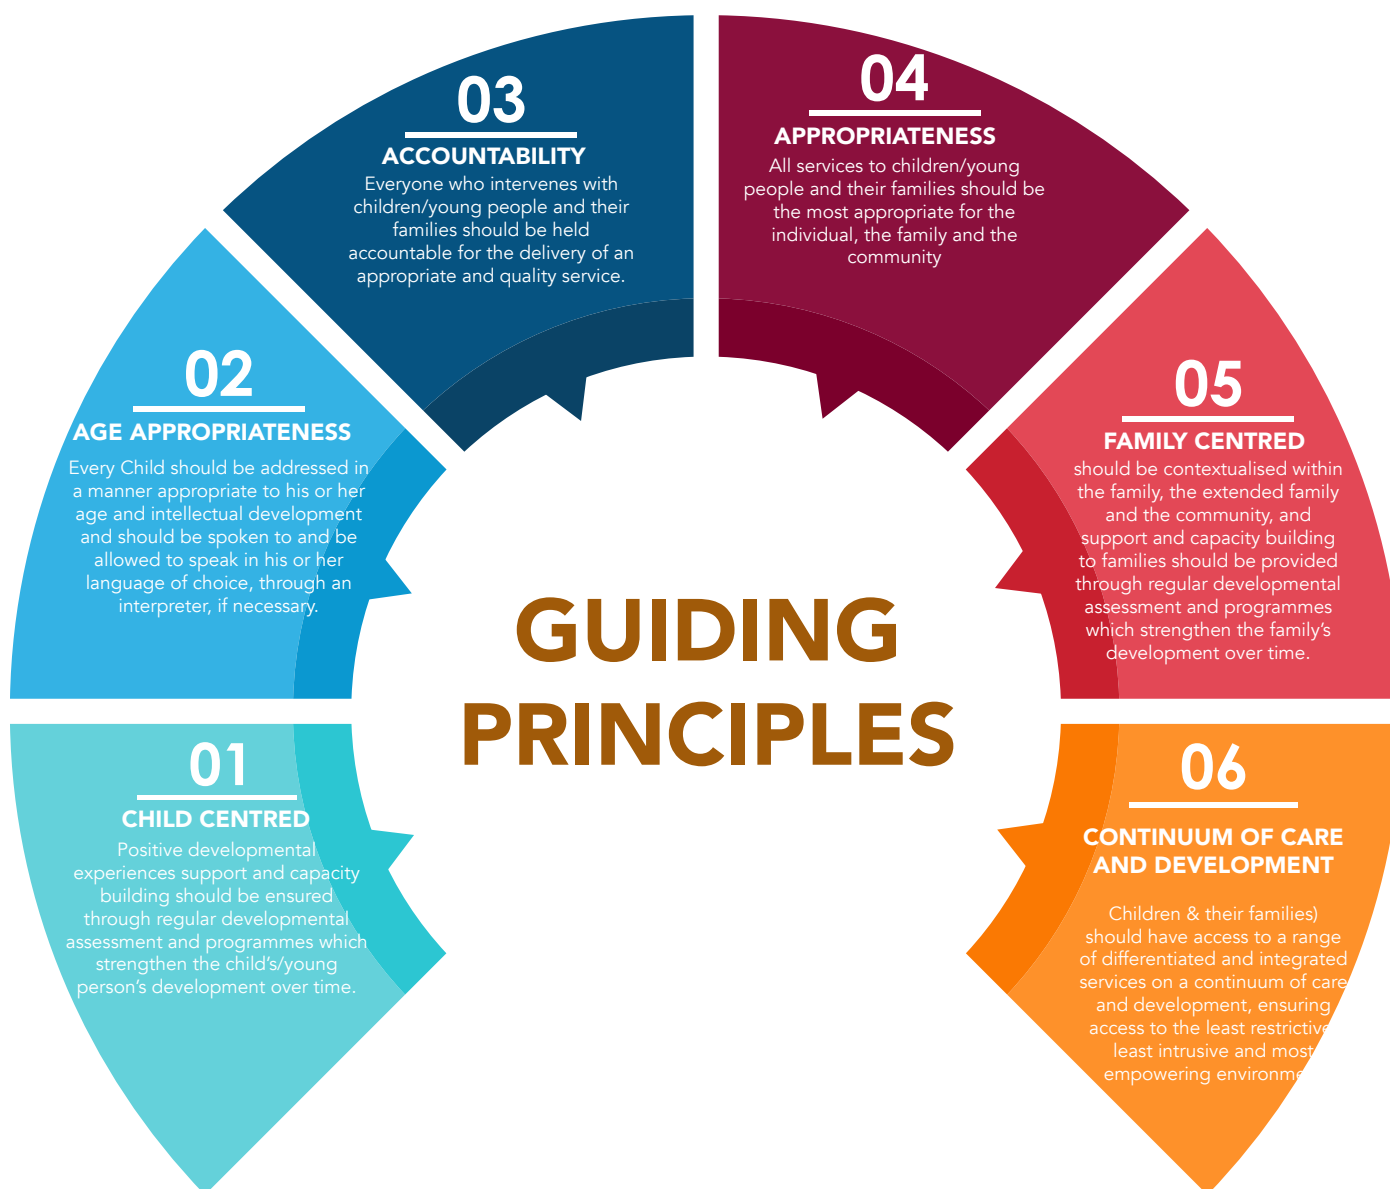 03
ACCOUNTABILITY
Everyone who intervenes with
children/young people and their
families should be held
accountable for the delivery of an
appropriate and quality service.
04
APPROPRIATENESS
All services to children/young
people and their families should be
the most appropriate for the
individual, the family and the
community
02
AGE APPROPRIATENESS
Every Child should be addressed in
a manner appropriate to his or her
age and intellectual development
and should be spoken to and be
allowed to speak in his or her
language of choice, through an
interpreter, if necessary.
05
FAMILY CENTRED
should be contextualised within
the family, the extended family
and the community, and
support and capacity building
to families should be provided
through regular developmental
assessment and programmes
which strengthen the family's
development over time.
GUIDING
PRINCIPLES
01
CHILD CENTRED
Positive developmental
experiences support and capacity
building should be ensured
through regular developmental
assessment and programmes which
strengthen the child's/young
person's development over time.
06
CONTINUUM OF CARE
AND DEVELOPMENT
Children & their families)
should have access to a range
of differentiated and integrated
services on a continuum of care
and development, ensuring
access to the least restrictive
least intrusive and most
empowering